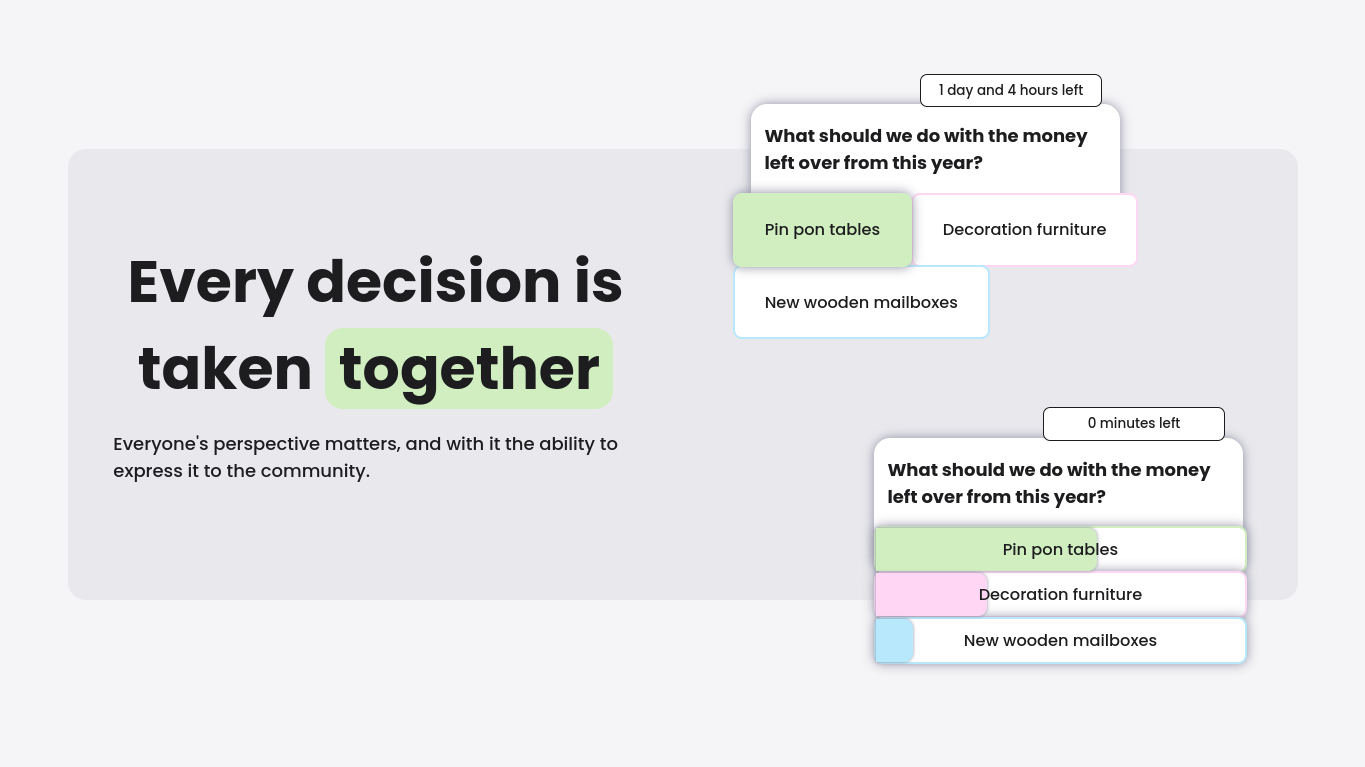 Every decision is
taken together
Everyone's perspective matters, and with it the ability to
express it to the community.
1 day and 4 hours left
What should we do with the money
left over from this year?
Pin pon tables
Decoration furniture
New wooden mailboxes
0 minutes left
What should we do with the money
left over from this year?
Pin pon tables
Decoration furniture
New wooden mailboxes